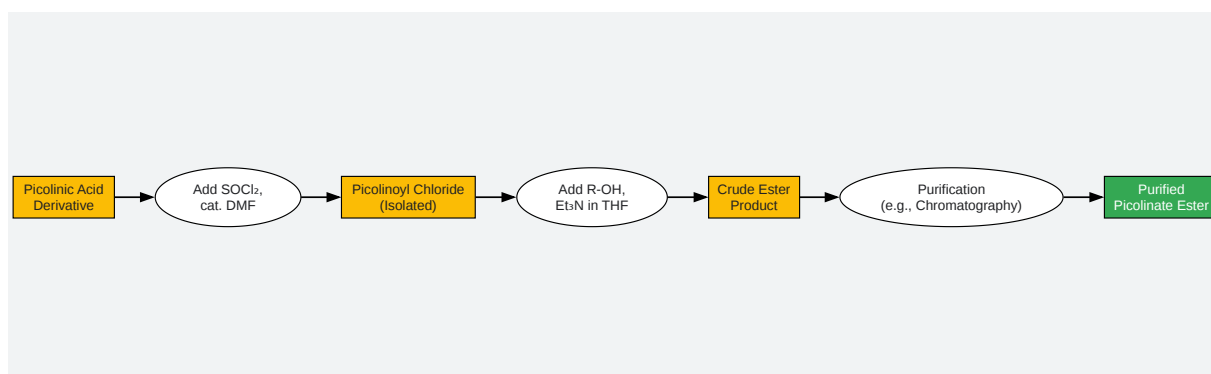 Picolinic Acid
Derivative
Add SOCl₂,
cat. DMF
Picolinoyl Chloride
(Isolated)
Add R-OH,
Et₃N in THF
Crude Ester
Product
Purification
(e.g., Chromatography)
Purified
Picolinate Ester